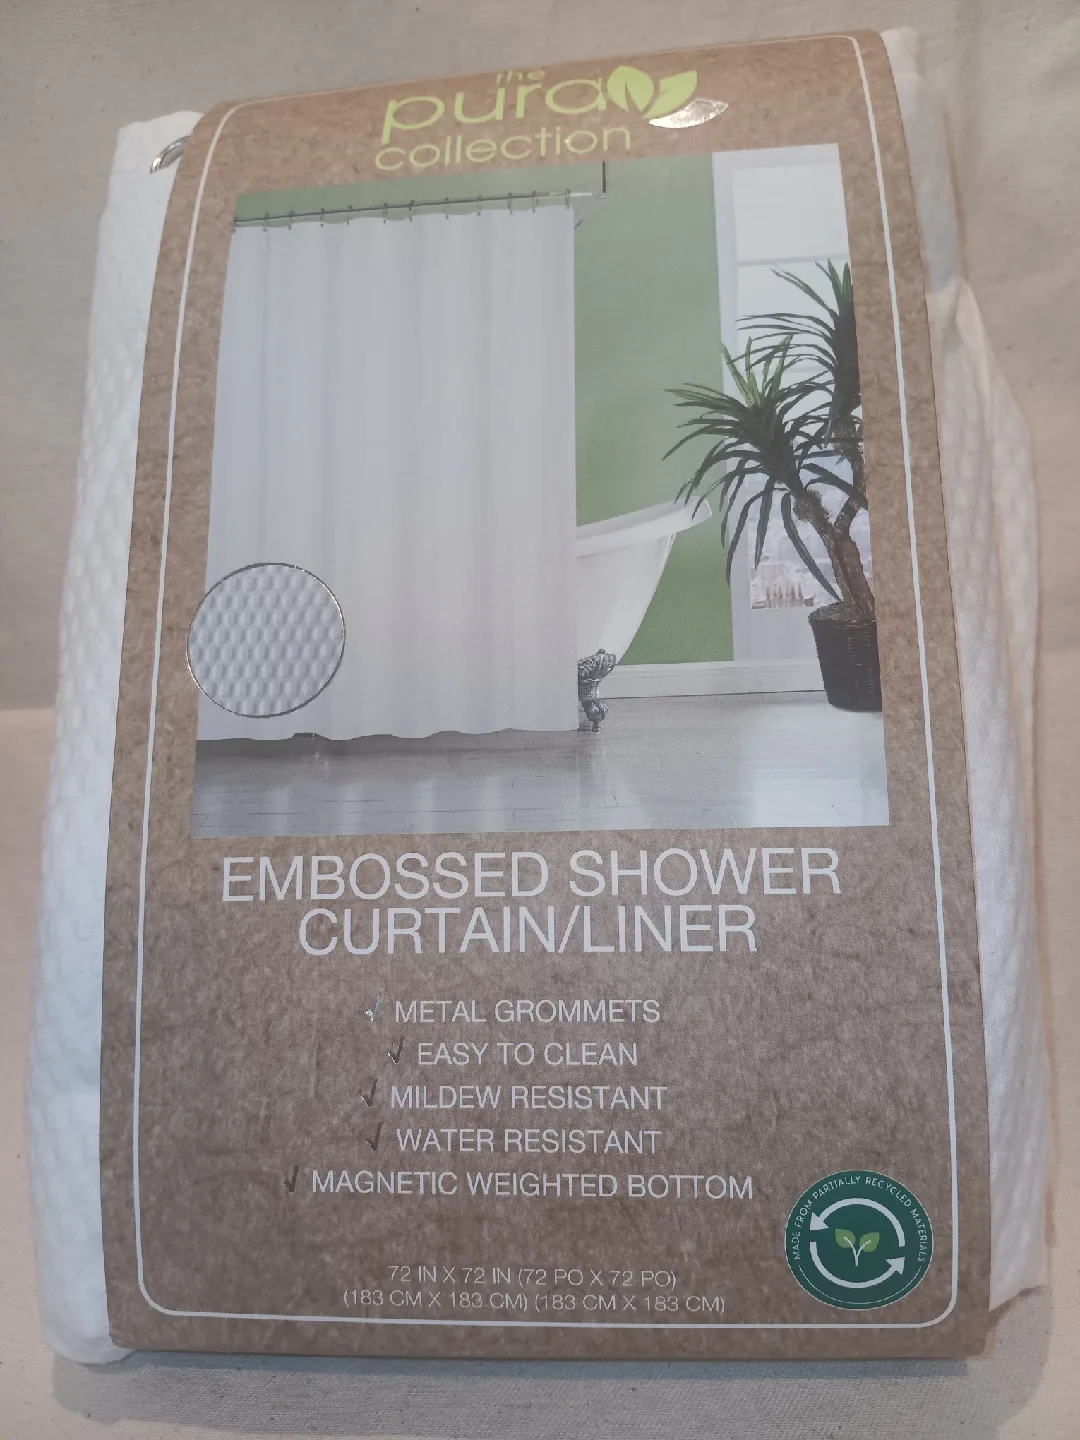 the
pura
collection
EMBOSSED SHOWER
CURTAIN/LINER
METAL GROMMETS
EASY TO CLEAN
MILDEW RESISTANT
WATER RESISTANT
MAGNETIC WEIGHTED BOTTOM
MADE FROM PARTIALLY RECYCLED MATERIALS
72 IN X 72 IN (72 PO X 72 PO)
(183 CM X 183 CM) (183 CM X 183 CM)